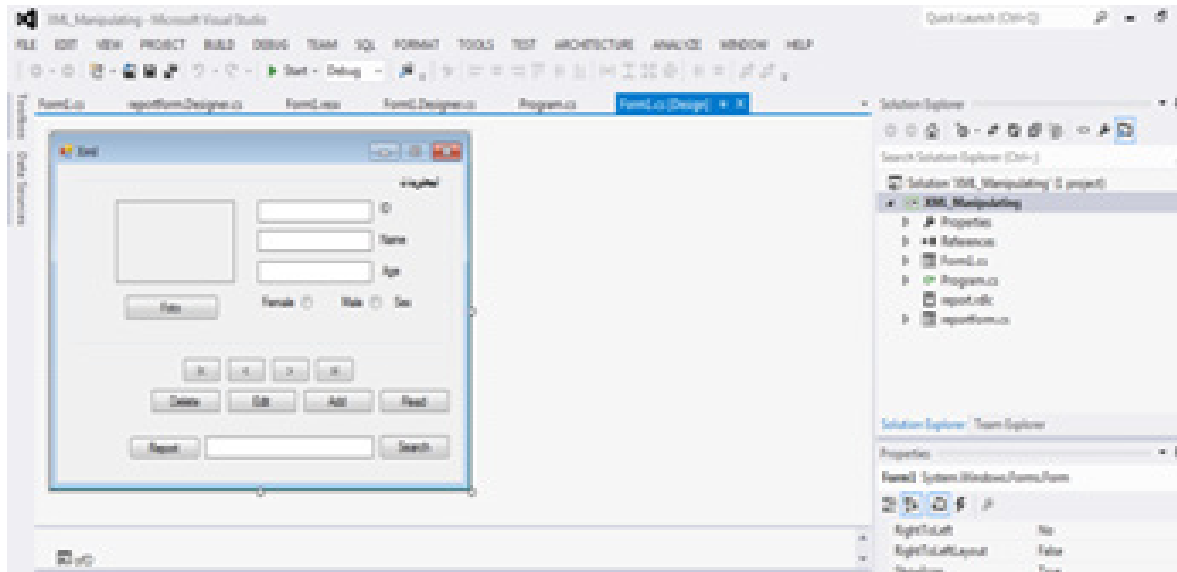 XML_Manipulating - Microsoft Visual Studio
Quick Launch (Ctrl+Q)
FILE EDIT VIEW PROJECT BUILD DEBUG TEAM SQL FORMAT TOOLS TEST ARCHITECTURE ANALYZE WINDOW HELP
Start Debug
Toolbox
Data Sources
Form1.cs reportform.Designer.cs Form1.resx Form1.Designer.cs Program.cs Form1.cs [Design]
ID
Name
Age
Female Male Sex
Delete Edit Add Read
Report Search
Solution Explorer
Search Solution Explorer (Ctrl+;)
Solution 'XML_Manipulating' (1 project)
XML_Manipulating
Properties
References
Form1.cs
Program.cs
report.rdlc
reportform.cs
Solution Explorer Team Explorer
Properties
Form1 System.Windows.Forms.Form
RightToLeft No
RightToLeftLayout False
True